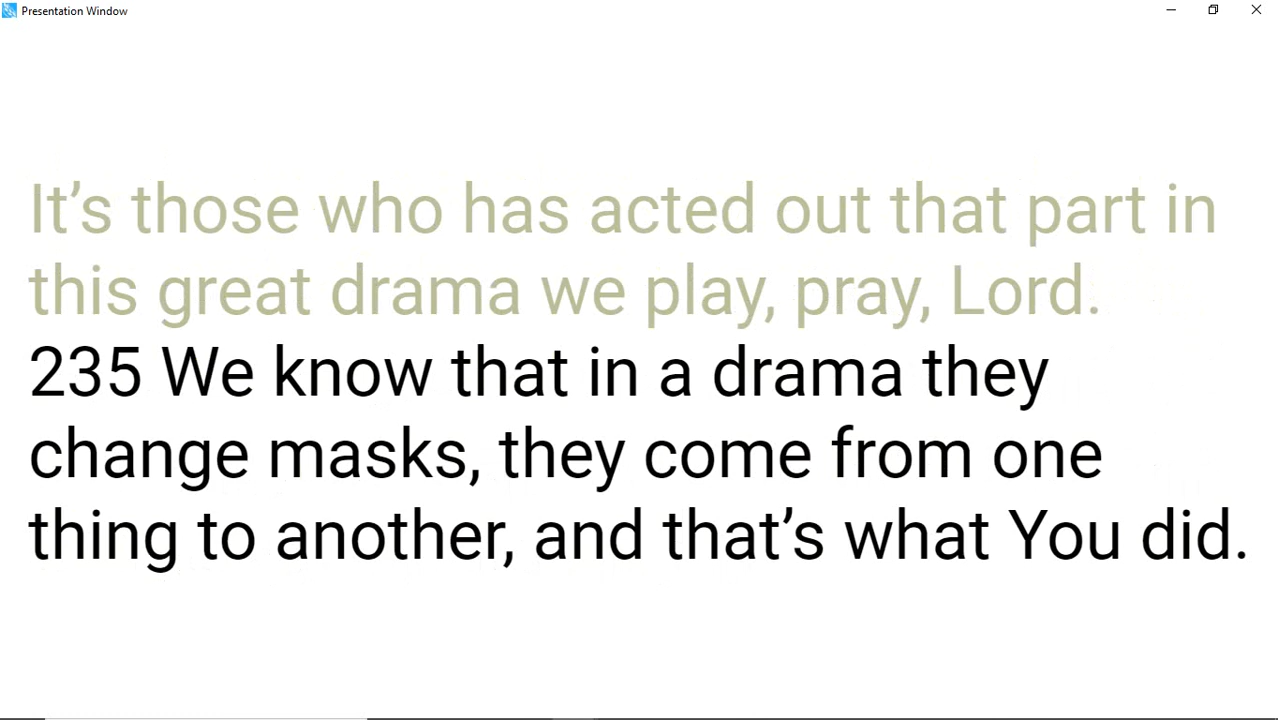 Presentation Window
It’s those who has acted out that part in
this great drama we play, pray, Lord.
235 We know that in a drama they
change masks, they come from one
thing to another, and that’s what You did.